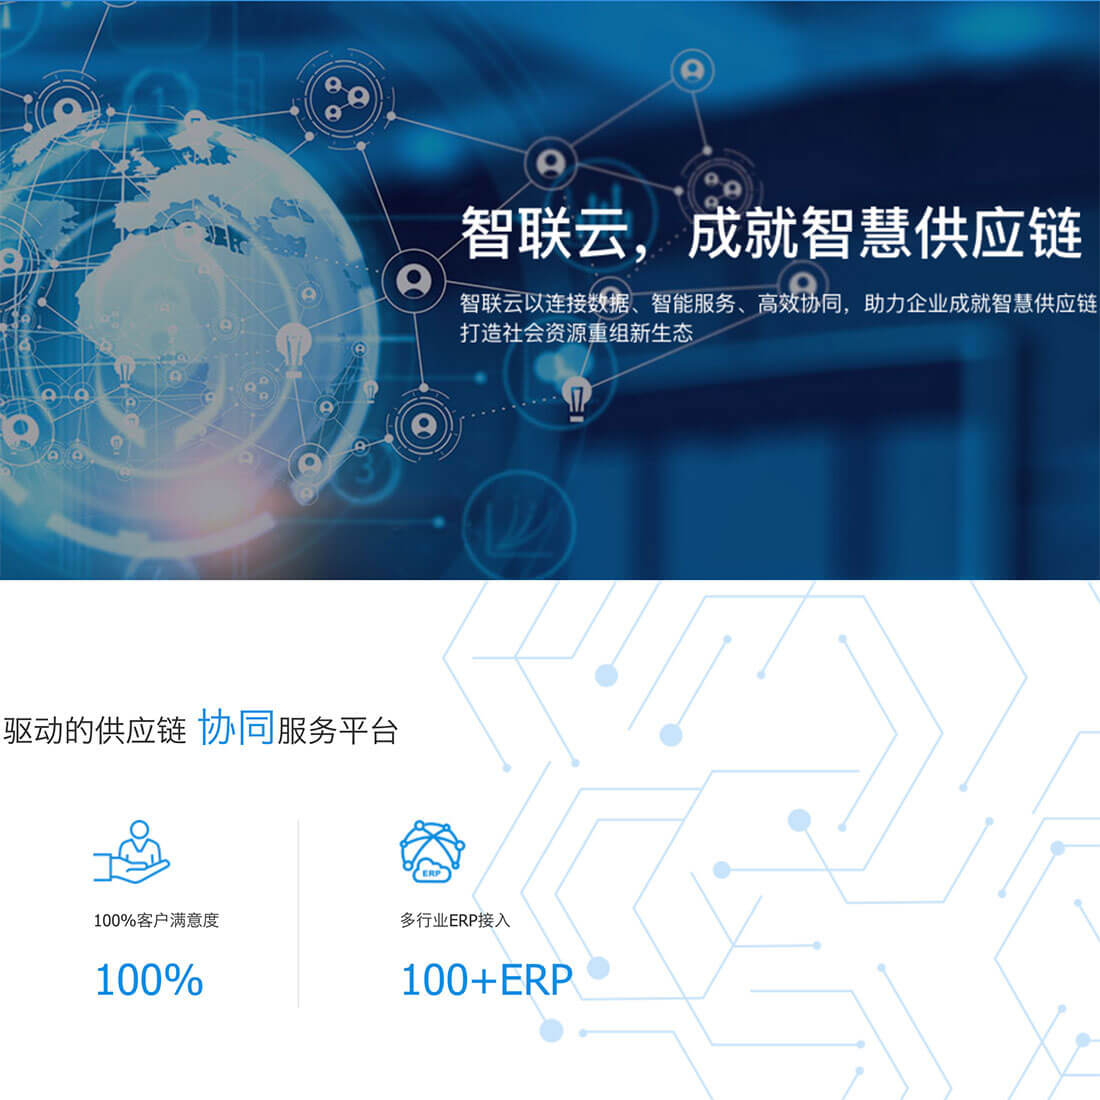 智联云，成就智慧供应链
智联云以连接数据、智能服务、高效协同，助力企业成就智慧供应链
打造社会资源重组新生态
1
3
驱动的供应链 协同服务平台
ERP
100%客户满意度
多行业ERP接入
100%
100+ERP